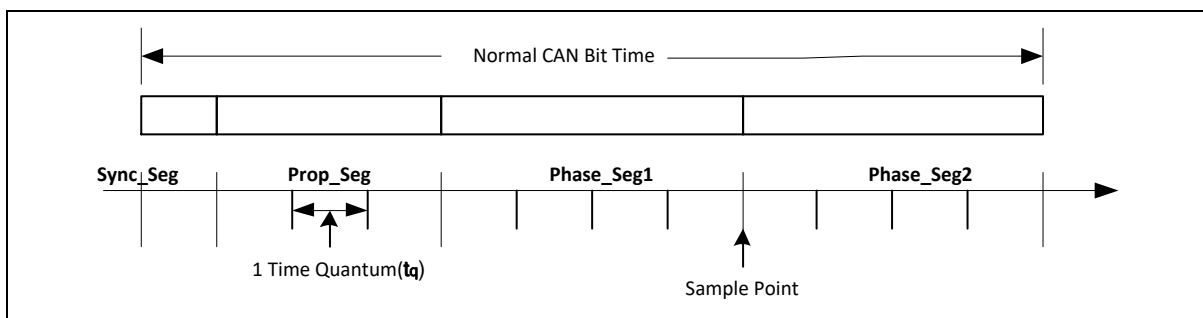 Normal CAN Bit Time
Sync_Seg Prop_Seg Phase_Seg1 Phase_Seg2
1 Time Quantum(tq)
Sample Point